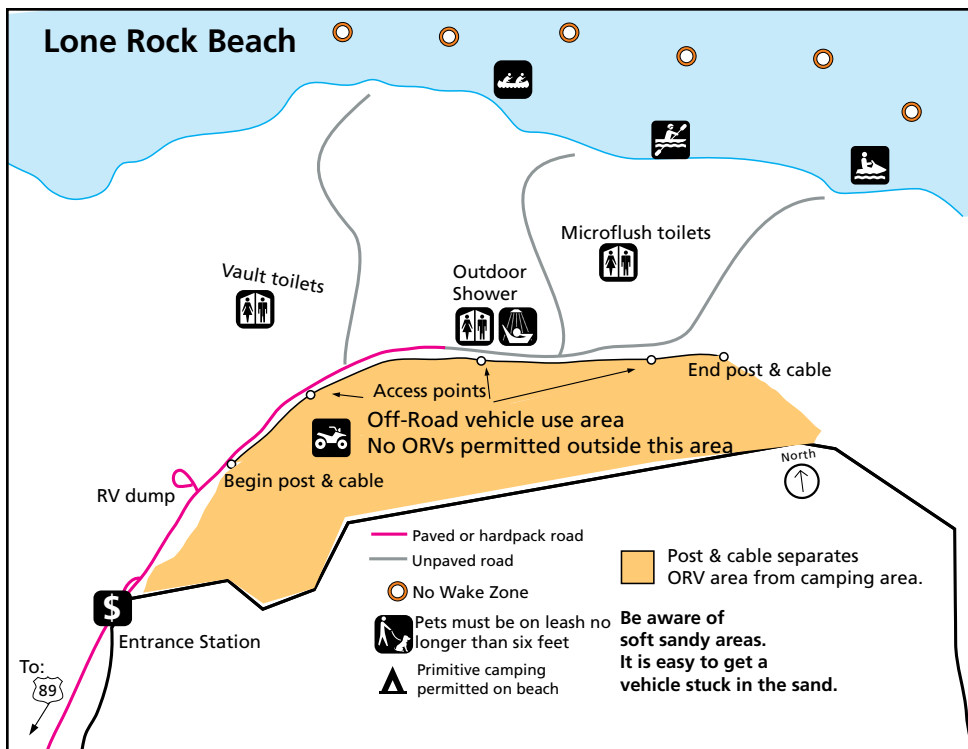 Lone Rock Beach
Microflush toilets
Vault toilets
Outdoor
Shower
End post & cable
Access points
Off-Road vehicle use area
No ORVs permitted outside this area
North
RV dump
Begin post & cable
Paved or hardpack road
Unpaved road
No Wake Zone
Pets must be on leash no
longer than six feet
Primitive camping
permitted on beach
Post & cable separates
ORV area from camping area.
Be aware of
soft sandy areas.
It is easy to get a
vehicle stuck in the sand.
$
Entrance Station
To:
89